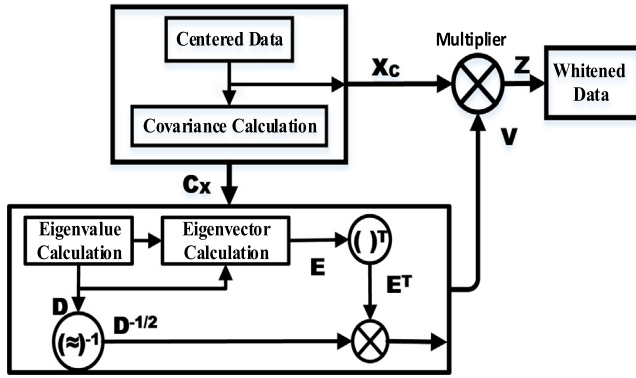 Centered Data
Covariance Calculation
Xc
Multiplier
Z
Whitened
Data
V
Cx
Eigenvalue
Calculation
Eigenvector
Calculation
E
( )ᵀ
Eᵀ
D
(≈)⁻¹
D⁻¹/²